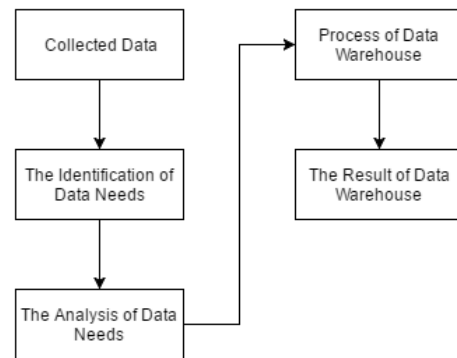 Collected Data
The Identification of
Data Needs
The Analysis of Data
Needs
Process of Data
Warehouse
The Result of Data
Warehouse